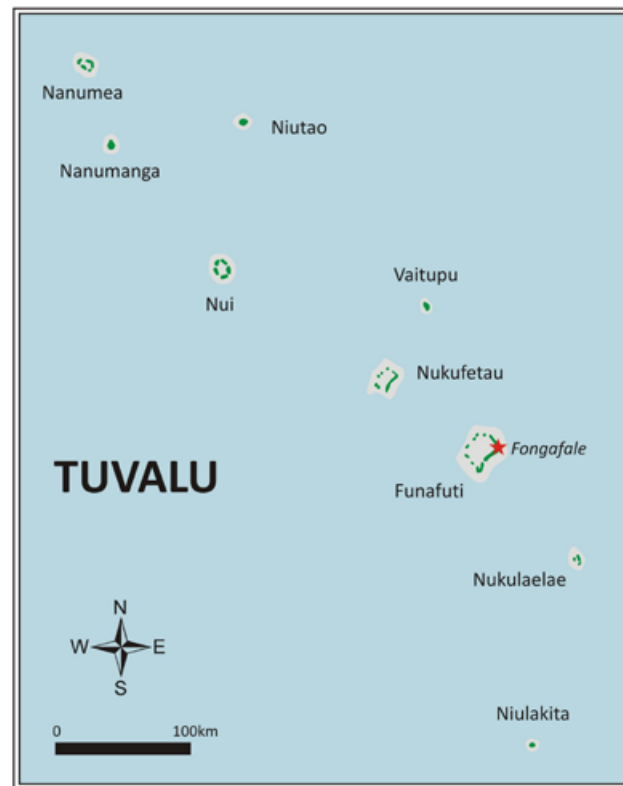 Nanumea
Niutao
Nanumanga
Nui
Vaitupu
Nukufetau
Fongafale
TUVALU
Funafuti
Nukulaelae
N
W E
S
Niulakita
0 100km